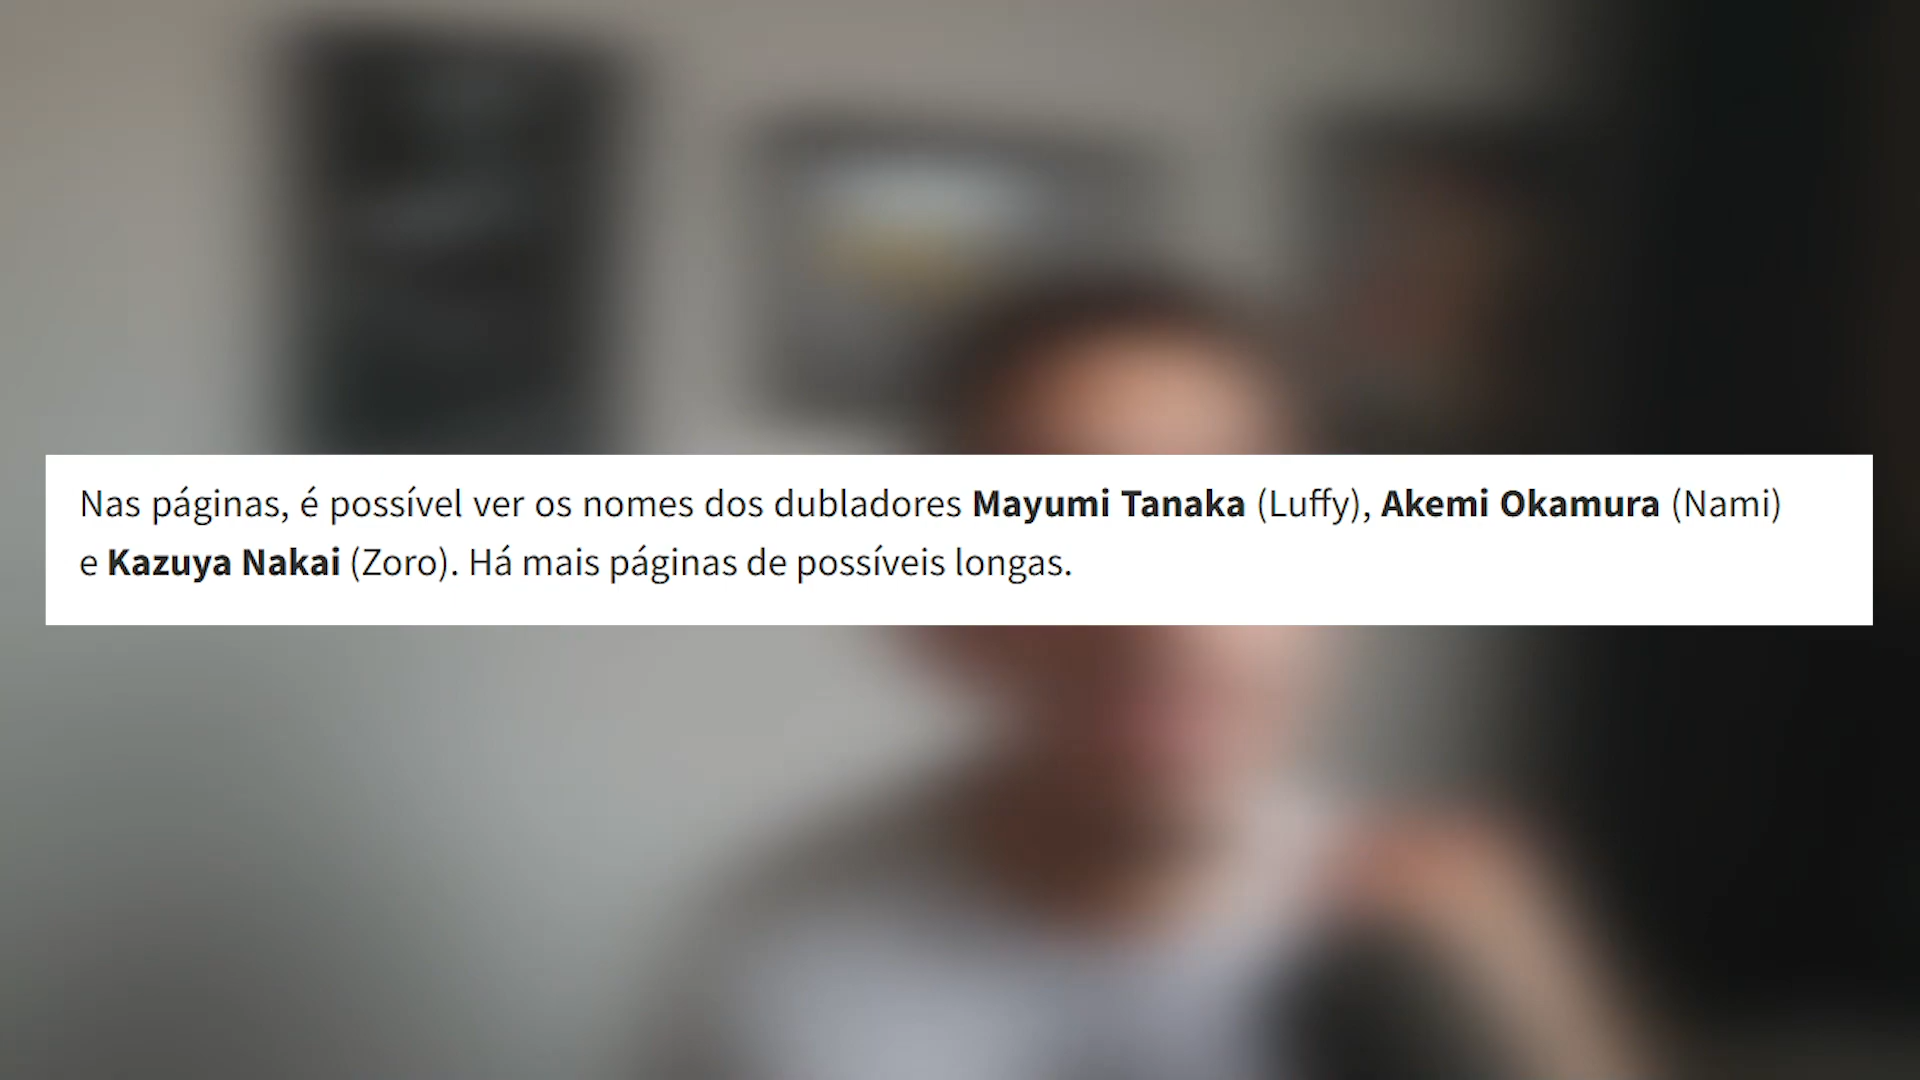 Nas páginas, é possível ver os nomes dos dubladores Mayumi Tanaka (Luffy), Akemi Okamura (Nami)
e Kazuya Nakai (Zoro). Há mais páginas de possíveis longas.